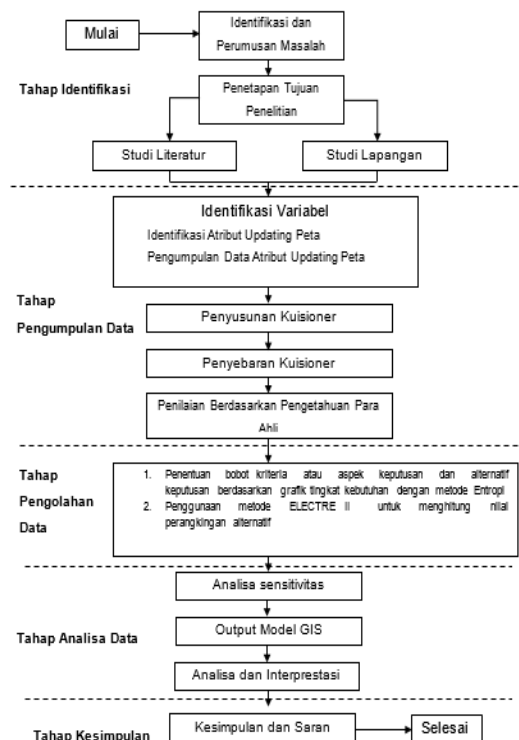 Mulai
Identifikasi dan
Perumusan Masalah
Tahap Identifikasi
Penetapan Tujuan
Penelitian
Studi Literatur
Studi Lapangan
Identifikasi Variabel
Identifikasi Atribut Updating Peta
Pengumpulan Data Atribut Updating Peta
Tahap
Pengumpulan Data
Penyusunan Kuisioner
Penyebaran Kuisioner
Penilaian Berdasarkan Pengetahuan Para
Ahli
Tahap
Pengolahan
Data
1. Penentuan bobot kriteria atau aspek keputusan dan alternatif
keputusan berdasarkan grafik tingkat kebutuhan dengan metode Entropi
2. Penggunaan metode ELECTRE II untuk menghitung nilai
perangkingan alternatif
Tahap Analisa Data
Analisa sensitivitas
Output Model GIS
Analisa dan Interprestasi
Tahap Kesimpulan
Kesimpulan dan Saran
Selesai